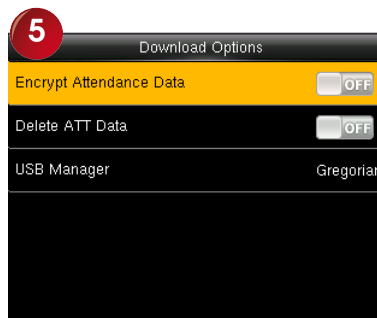 5
Download Options
Encrypt Attendance Data OFF
Delete ATT Data OFF
USB Manager Gregorian